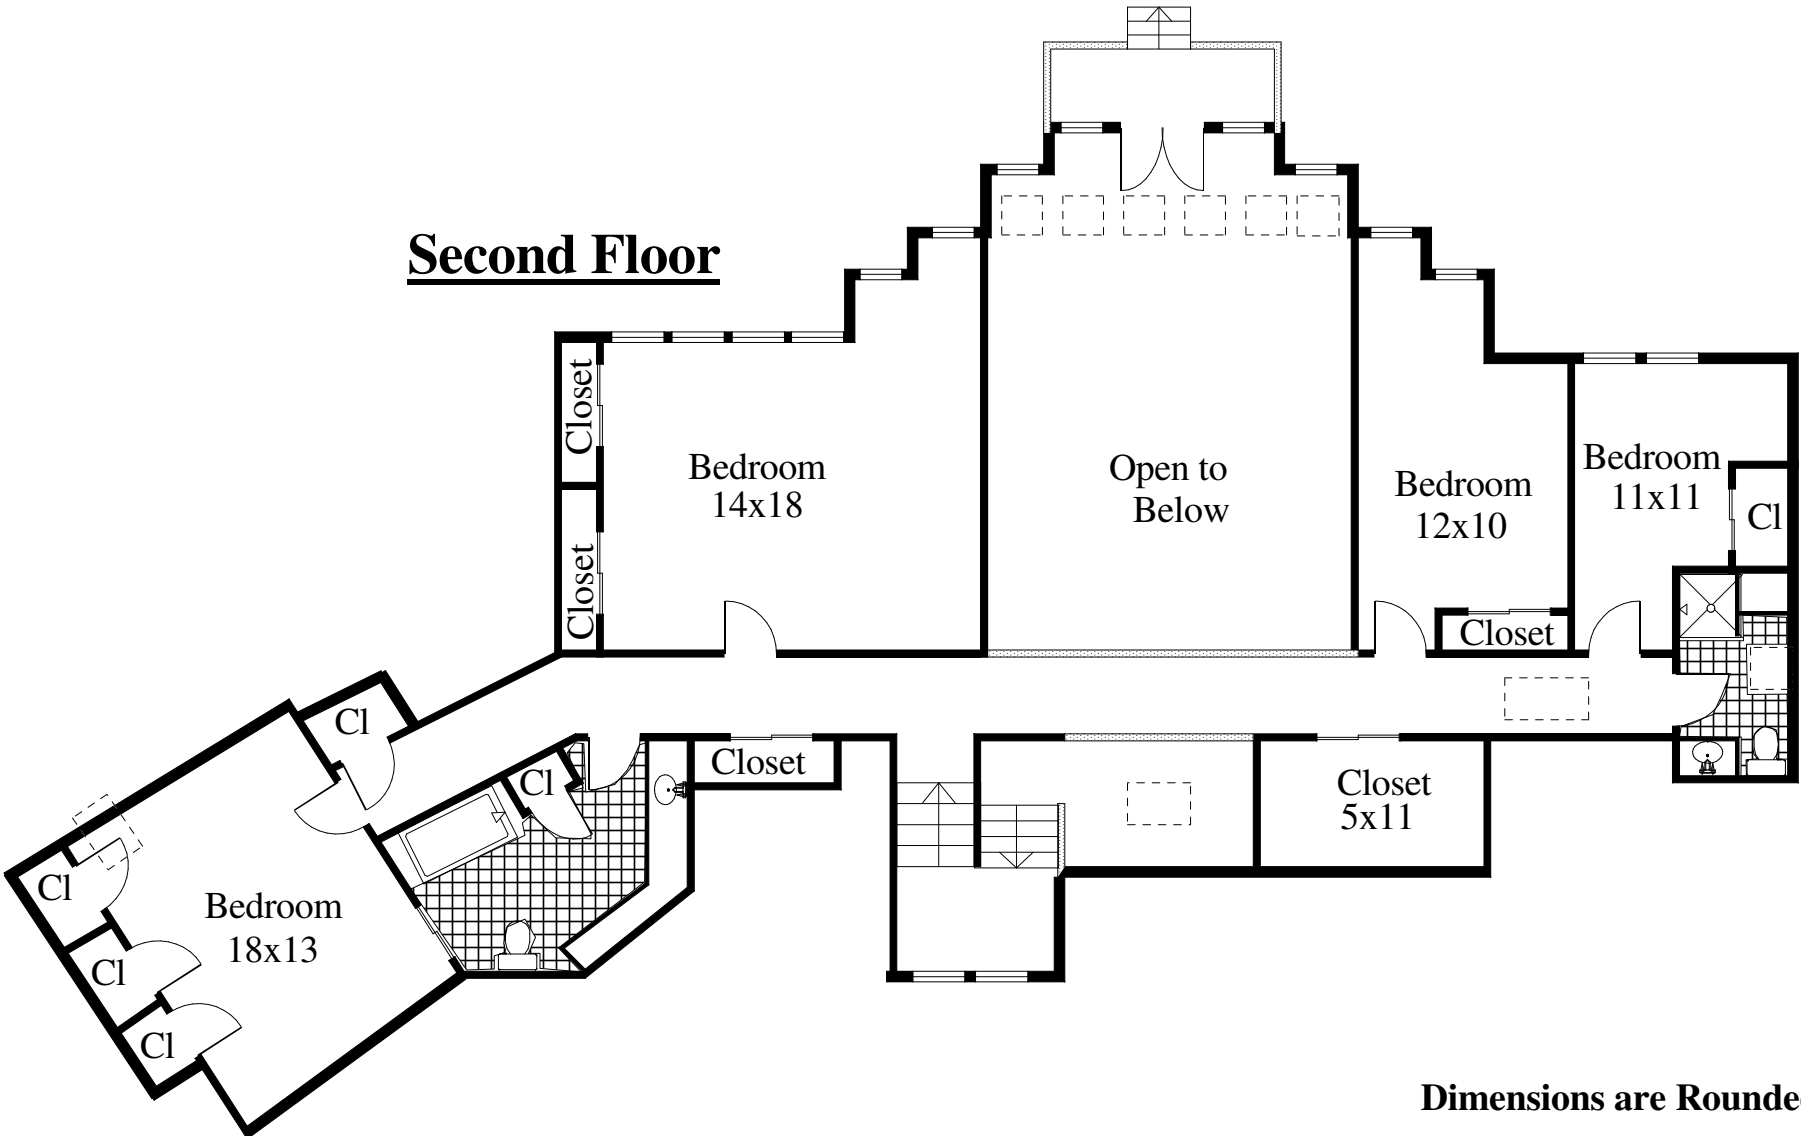 Second Floor
Closet
Closet
Bedroom
14x18
Open to
Below
Bedroom
12x10
Bedroom
11x11
Cl
Closet
Cl
Cl
Closet
Closet
5x11
Cl
Bedroom
18x13
Cl
Cl
Dimensions are Rounde